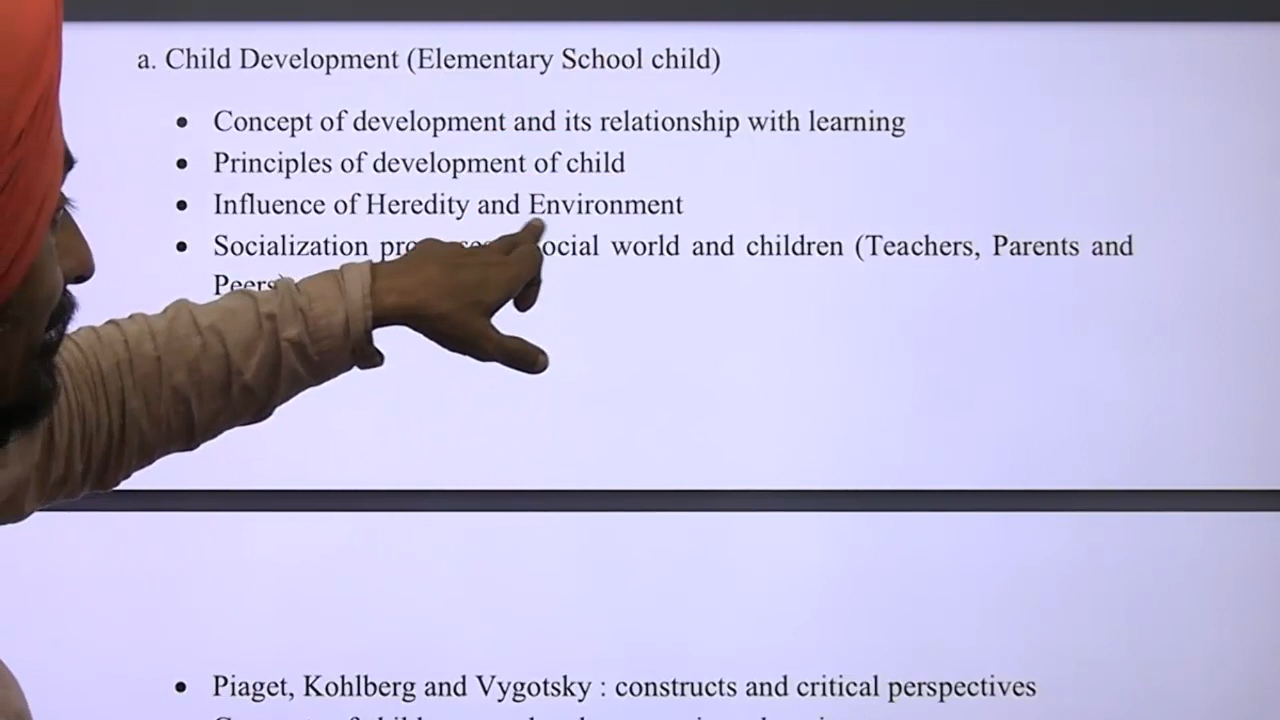 a. Child Development (Elementary School child)
• Concept of development and its relationship with learning
• Principles of development of child
• Influence of Heredity and Environment
• Socialization world and children (Teachers, Parents and
Peers
• Piaget, Kohlberg and Vygotsky : constructs and critical perspectives